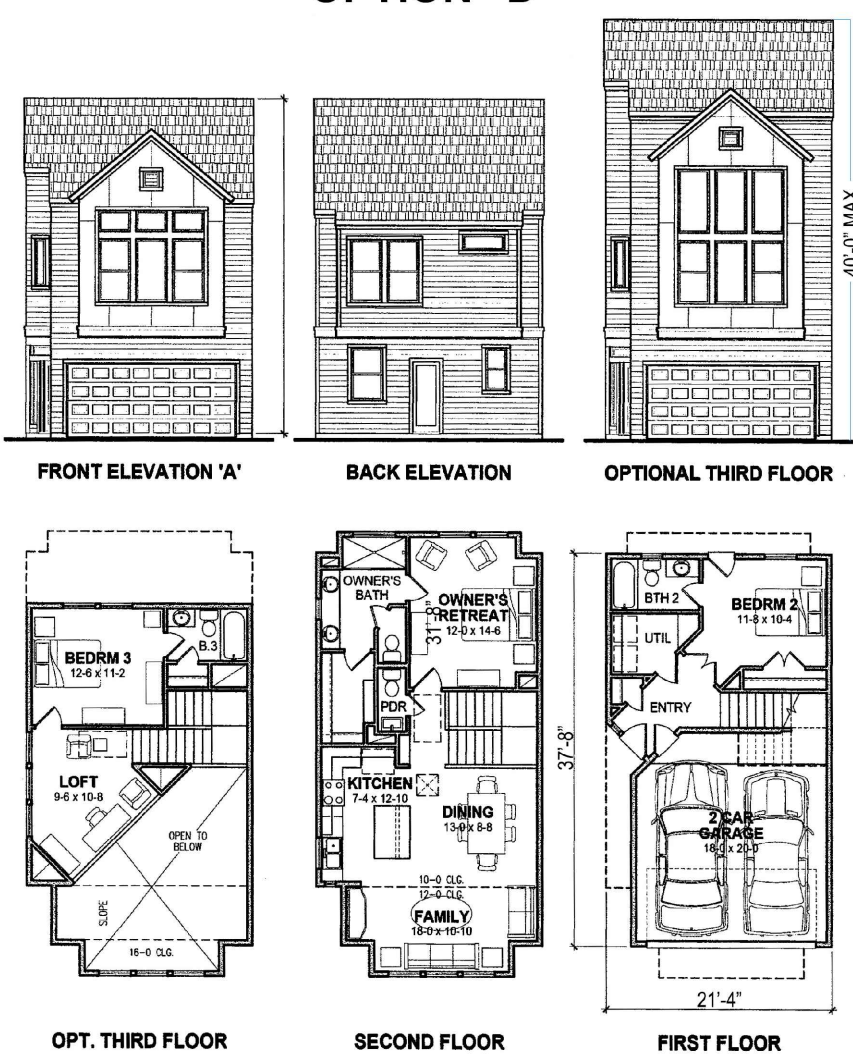 40'-0" MAX
FRONT ELEVATION 'A'
BACK ELEVATION
OPTIONAL THIRD FLOOR
BEDRM 3
12-6 x 11-2
B.3
LOFT
9-6 x 10-8
OPEN TO
BELOW
SLOPE
16-0 CLG.
OPT. THIRD FLOOR
OWNER'S
BATH
OWNER'S
RETREAT
12-0 x 14-6
31'-8"
PDR
KITCHEN
7-4 x 12-10
DINING
13-0 x 8-8
10-0 CLG.
12-0 CLG.
FAMILY
18-0 x 10-10
SECOND FLOOR
BTH 2
BEDRM 2
11-8 x 10-4
UTIL
ENTRY
37'-8"
2 CAR
GARAGE
18-0 x 20-0
21'-4"
FIRST FLOOR